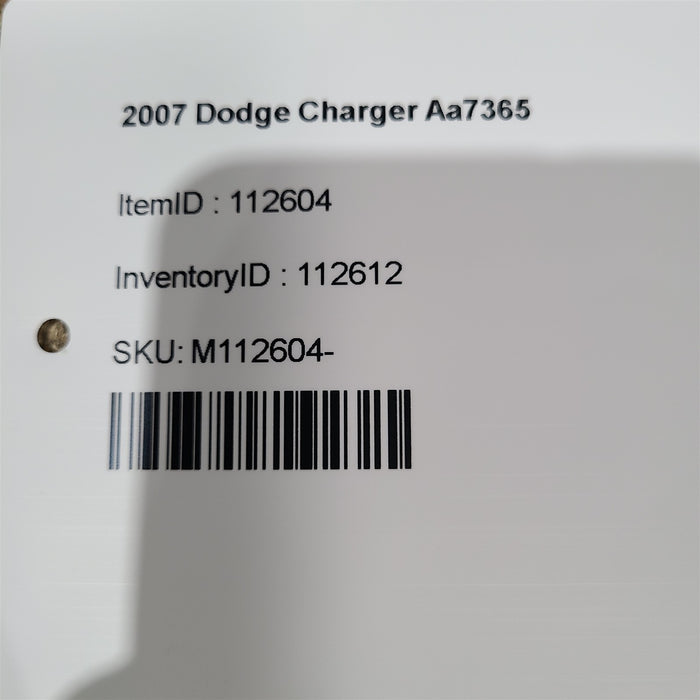 2007 Dodge Charger Aa7365
ItemID : 112604
InventoryID : 112612
SKU: M112604-